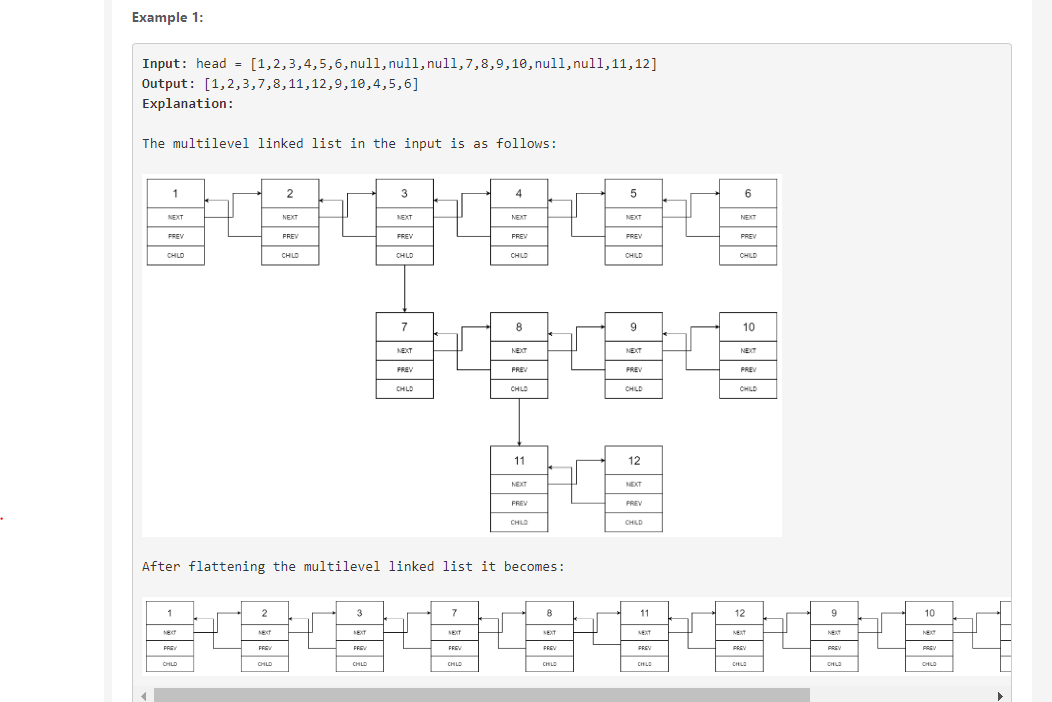 Example 1:
Input: head = [1,2,3,4,5,6,null,null,null,7,8,9,10,null,null,11,12]
Output: [1,2,3,7,8,11,12,9,10,4,5,6]
Explanation:
The multilevel linked list in the input is as follows:
1 2 3 4 5 6
NEXT NEXT NEXT NEXT NEXT NEXT
PREV PREV PREV PREV PREV PREV
CHILD CHILD CHILD CHILD CHILD CHILD
7 8 9 10
NEXT NEXT NEXT NEXT
PREV PREV PREV PREV
CHILD CHILD CHILD CHILD
11 12
NEXT NEXT
PREV PREV
CHILD CHILD
After flattening the multilevel linked list it becomes:
1 2 3 7 8 11 12 9 10
NEXT NEXT NEXT NEXT NEXT NEXT NEXT NEXT NEXT
PREV PREV PREV PREV PREV PREV PREV PREV PREV
CHILD CHILD CHILD CHILD CHILD CHILD CHILD CHILD CHILD